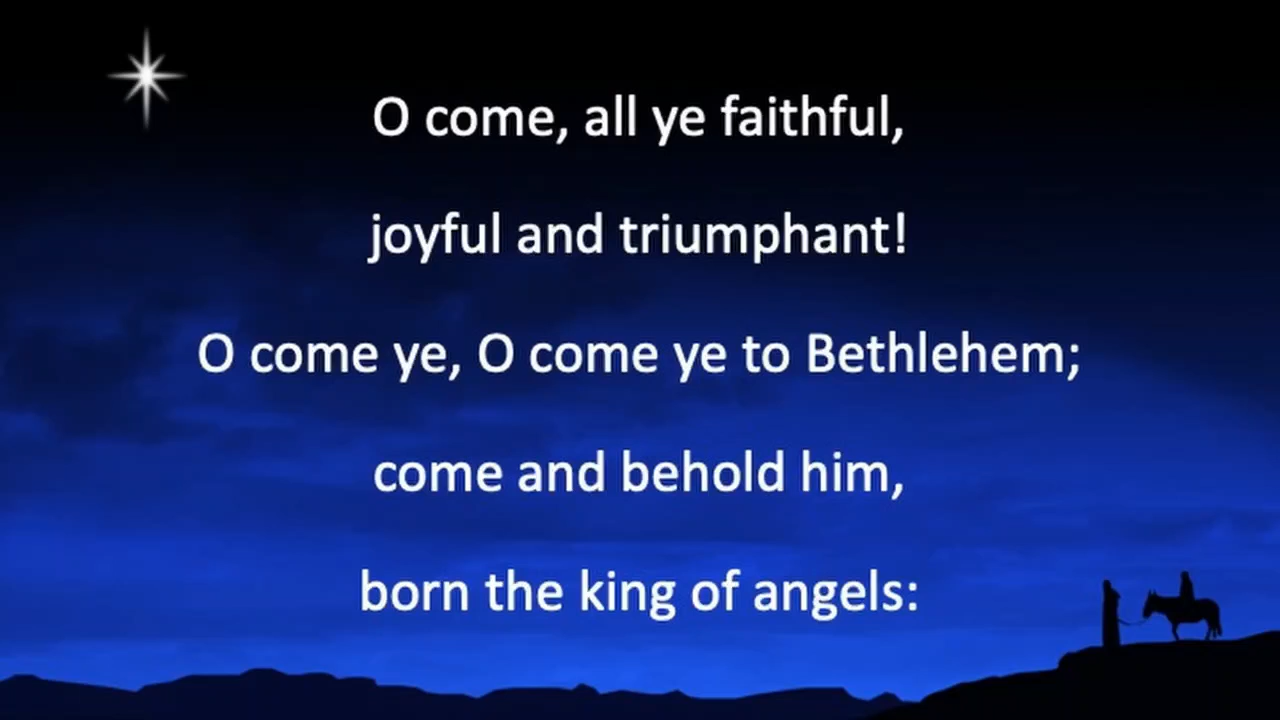 O come, all ye faithful,
joyful and triumphant!
O come ye, O come ye to Bethlehem;
come and behold him,
born the king of angels: